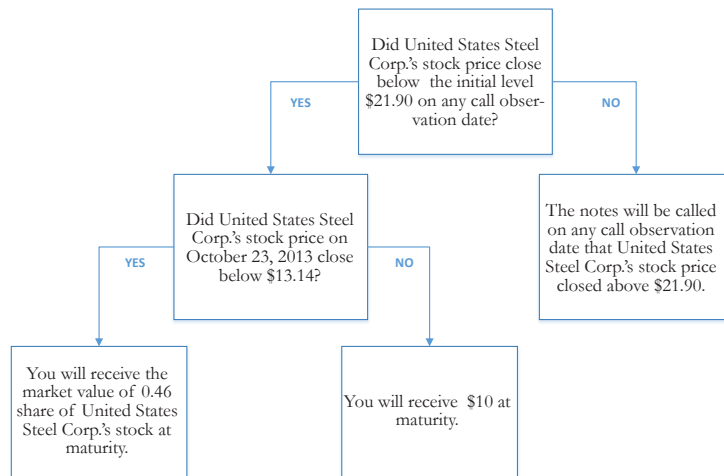 Did United States Steel
Corp.'s stock price close
below the initial level
$21.90 on any call obser-
vation date?
YES
NO
Did United States Steel
Corp.'s stock price on
October 23, 2013 close
below $13.14?
The notes will be called
on any call observation
date that United States
Steel Corp.'s stock price
closed above $21.90.
YES
NO
You will receive the
market value of 0.46
share of United States
Steel Corp.'s stock at
maturity.
You will receive $10 at
maturity.